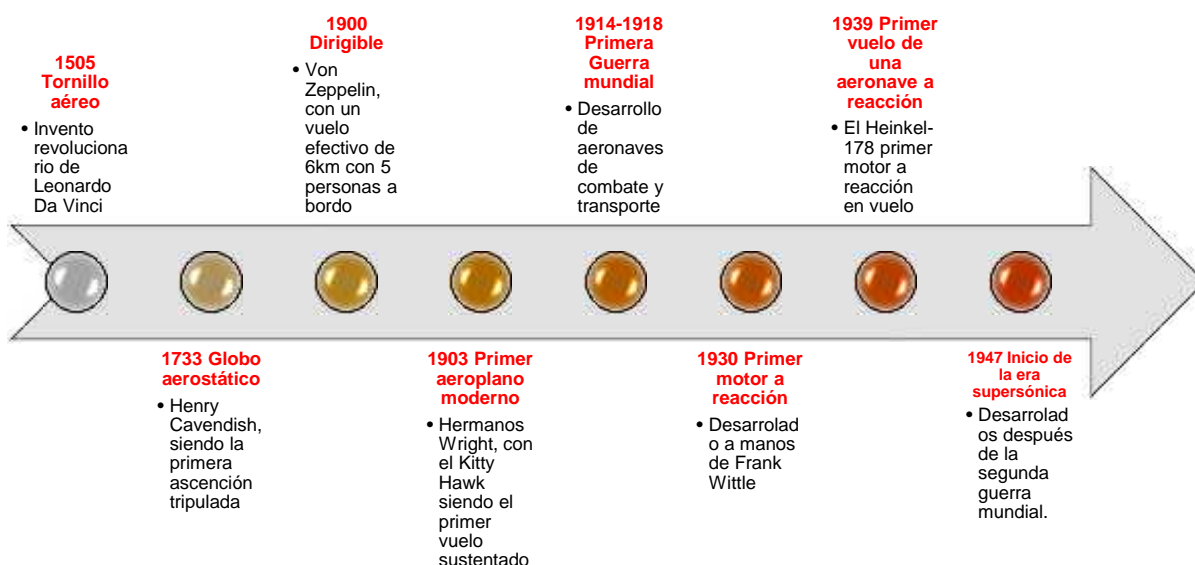 1505
Tornillo
aéreo
• Invento
revoluciona
rio de
Leonardo
Da Vinci
1733 Globo
aerostático
• Henry
Cavendish,
siendo la
primera
ascención
tripulada
1900
Dirigible
• Von
Zeppelin,
con un
vuelo
efectivo de
6km con 5
personas a
bordo
1903 Primer
aeroplano
moderno
• Hermanos
Wright, con
el Kitty
Hawk
siendo el
primer
vuelo
sustentado
1914-1918
Primera
Guerra
mundial
• Desarrollo
de
aeronaves
de
combate y
transporte
1930 Primer
motor a
reacción
• Desarrolad
o a manos
de Frank
Wittle
1939 Primer
vuelo de
una
aeronave a
reacción
• El Heinkel-
178 primer
motor a
reacción
en vuelo
1947 Inicio de
la era
supersónica
• Desarrolad
os después
de la
segunda
guerra
mundial.